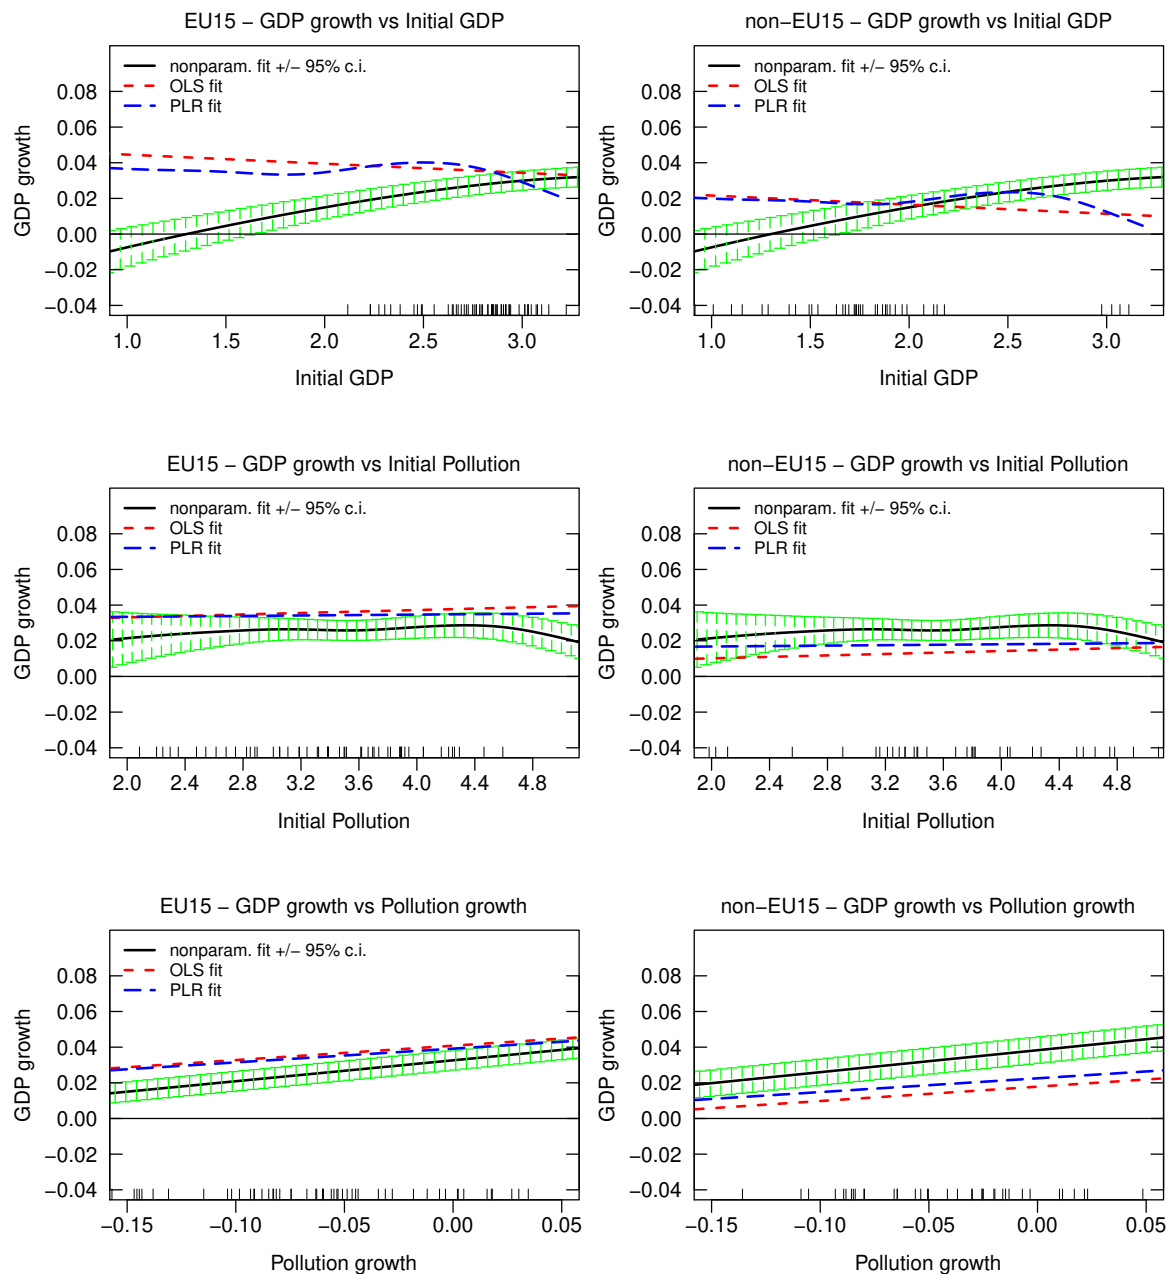 EU15 − GDP growth vs Initial GDP
nonparam. fit +/− 95% c.i.
OLS fit
PLR fit
GDP growth
0.08
0.06
0.04
0.02
0.00
−0.02
−0.04
1.0 1.5 2.0 2.5 3.0
Initial GDP
non−EU15 − GDP growth vs Initial GDP
nonparam. fit +/− 95% c.i.
OLS fit
PLR fit
GDP growth
0.08
0.06
0.04
0.02
0.00
−0.02
−0.04
1.0 1.5 2.0 2.5 3.0
Initial GDP
EU15 − GDP growth vs Initial Pollution
nonparam. fit +/− 95% c.i.
OLS fit
PLR fit
GDP growth
0.08
0.06
0.04
0.02
0.00
−0.02
−0.04
2.0 2.4 2.8 3.2 3.6 4.0 4.4 4.8
Initial Pollution
non−EU15 − GDP growth vs Initial Pollution
nonparam. fit +/− 95% c.i.
OLS fit
PLR fit
GDP growth
0.08
0.06
0.04
0.02
0.00
−0.02
−0.04
2.0 2.4 2.8 3.2 3.6 4.0 4.4 4.8
Initial Pollution
EU15 − GDP growth vs Pollution growth
nonparam. fit +/− 95% c.i.
OLS fit
PLR fit
GDP growth
0.08
0.06
0.04
0.02
0.00
−0.02
−0.04
−0.15 −0.10 −0.05 0.00 0.05
Pollution growth
non−EU15 − GDP growth vs Pollution growth
GDP growth
0.08
0.06
0.04
0.02
0.00
−0.02
−0.04
−0.15 −0.10 −0.05 0.00 0.05
Pollution growth